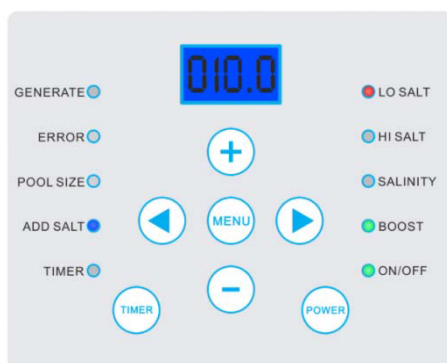 010.0
GENERATE
LO SALT
ERROR
HI SALT
POOL SIZE
SALINITY
ADD SALT
MENU
BOOST
TIMER
ON/OFF
TIMER
POWER